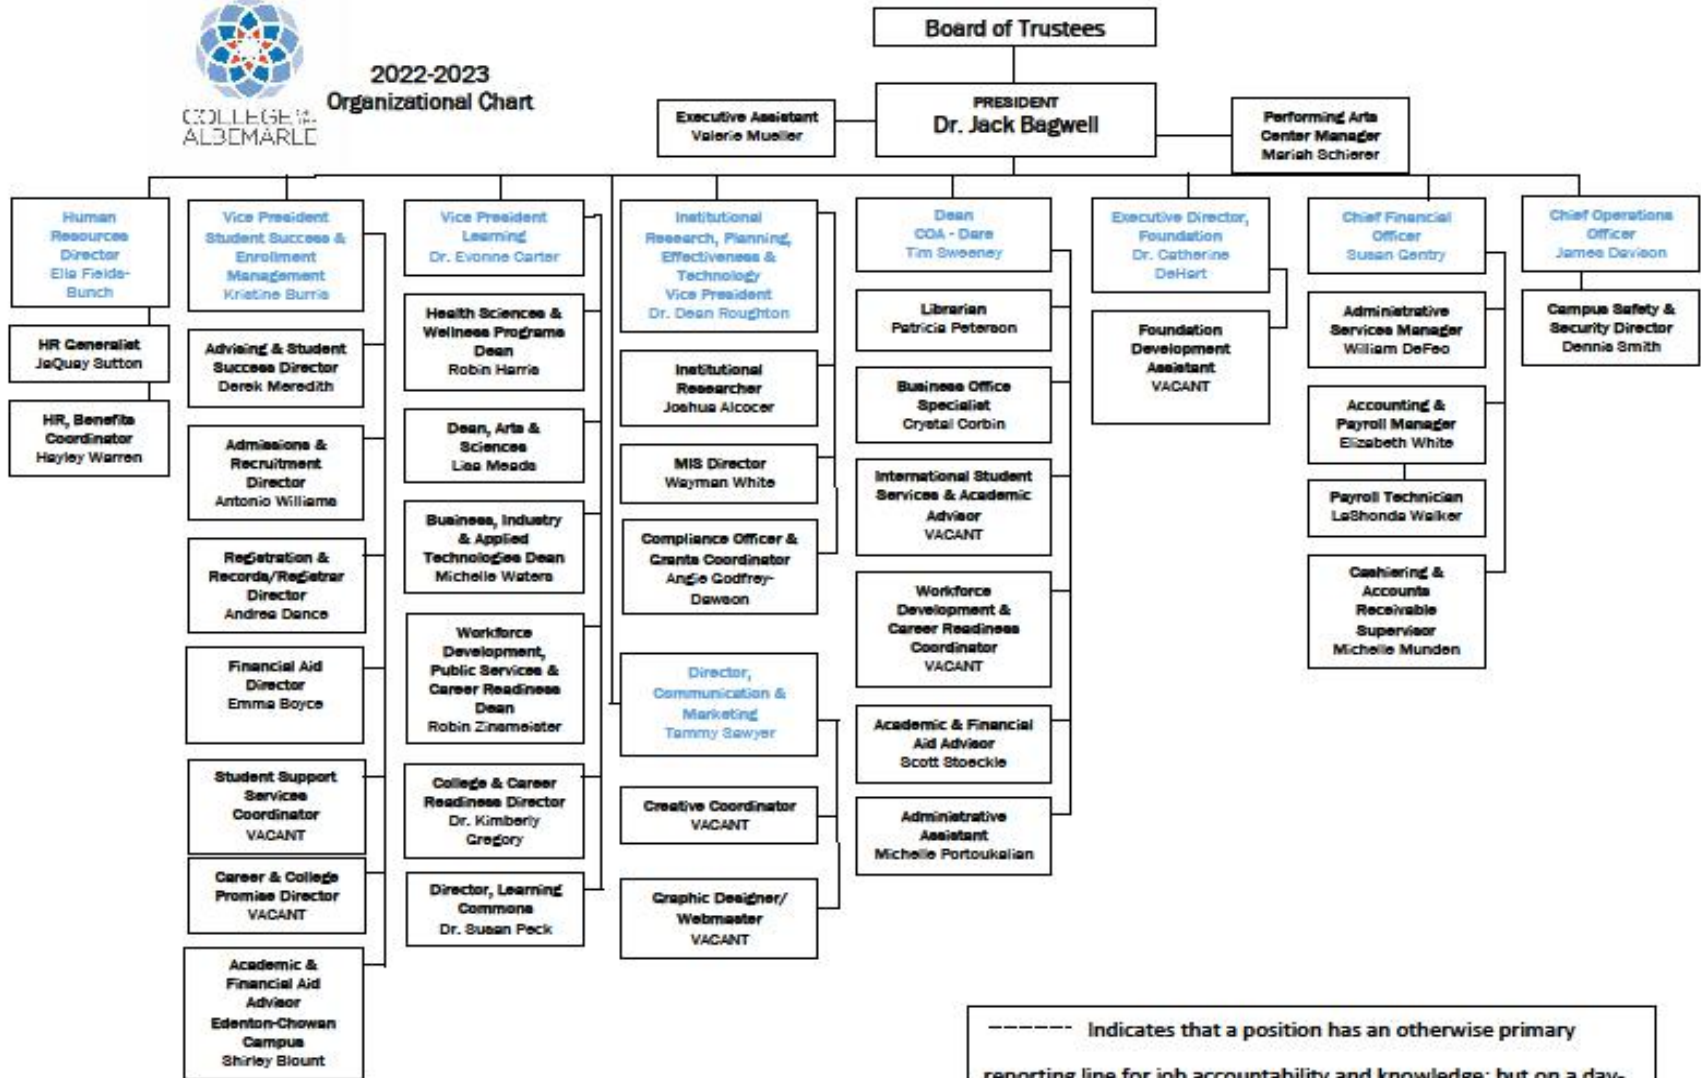 COLLEGE OF THE
ALBEMARLE
2022-2023
Organizational Chart
Board of Trustees
PRESIDENT
Dr. Jack Bagwell
Executive Assistant
Valerie Mueller
Performing Arts
Center Manager
Mariah Schierer
Human
Resources
Director
Ella Fields-
Bunch
HR Generalist
JaQuay Sutton
HR, Benefits
Coordinator
Hayley Warren
Vice President
Student Success &
Enrollment
Management
Kristine Burris
Advising & Student
Success Director
Derek Meredith
Admissions &
Recruitment
Director
Antonio Williams
Registration &
Records/Registrar
Director
Andrea Dance
Financial Aid
Director
Emma Boyce
Student Support
Services
Coordinator
VACANT
Career & College
Promise Director
VACANT
Academic &
Financial Aid
Advisor
Edenton-Chowan
Campus
Shirley Blount
Vice President
Learning
Dr. Evonne Carter
Health Sciences &
Wellness Programs
Dean
Robin Harris
Dean, Arts &
Sciences
Lisa Meads
Business, Industry
& Applied
Technologies Dean
Michelle Waters
Workforce
Development,
Public Services &
Career Readiness
Dean
Robin Zinsmeister
College & Career
Readiness Director
Dr. Kimberly
Gregory
Director, Learning
Commons
Dr. Susan Peck
Institutional
Research, Planning,
Effectiveness &
Technology
Vice President
Dr. Dean Roughton
Institutional
Researcher
Joshua Alcocer
MIS Director
Wayman White
Compliance Officer &
Grants Coordinator
Angie Godfrey-
Dawson
Director,
Communication &
Marketing
Tammy Sawyer
Creative Coordinator
VACANT
Graphic Designer/
Webmaster
VACANT
Dean
COA - Dare
Tim Sweeney
Librarian
Patricia Peterson
Business Office
Specialist
Crystal Corbin
International Student
Services & Academic
Advisor
VACANT
Workforce
Development &
Career Readiness
Coordinator
VACANT
Academic & Financial
Aid Advisor
Scott Stoeckle
Administrative
Assistant
Michelle Portoukalian
Executive Director,
Foundation
Dr. Catherine
DeHart
Foundation
Development
Assistant
VACANT
Chief Financial
Officer
Susan Gentry
Administrative
Services Manager
William DeFeo
Accounting &
Payroll Manager
Elizabeth White
Payroll Technician
LaShonda Walker
Cashiering &
Accounts
Receivable
Supervisor
Michelle Munden
Chief Operations
Officer
James Davison
Campus Safety &
Security Director
Dennis Smith
------- Indicates that a position has an otherwise primary
reporting line for job accountability and knowledge; but on a day-